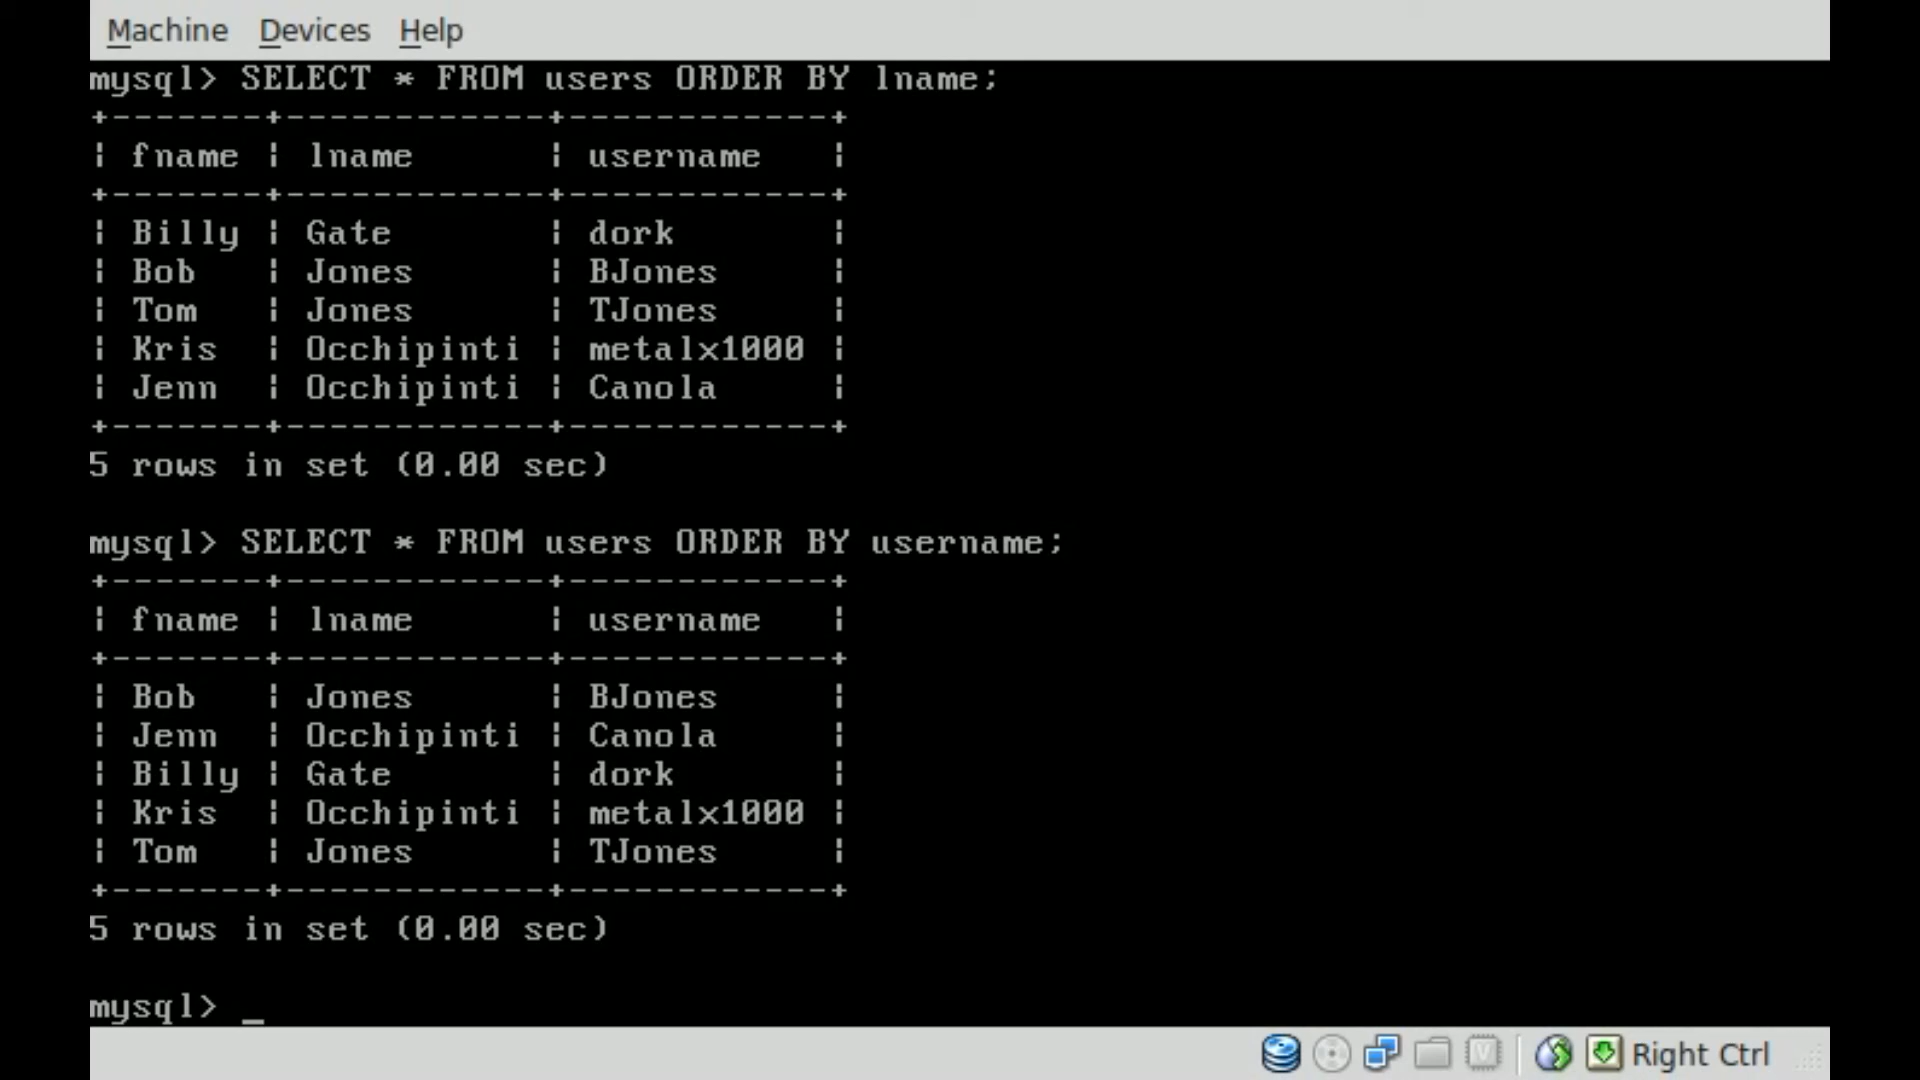 Machine Devices Help
mysql> SELECT * FROM users ORDER BY lname;
+-------+------------+------------+
| fname | lname      | username   |
+-------+------------+------------+
| Billy | Gate       | dork       |
| Bob   | Jones      | BJones     |
| Tom   | Jones      | TJones     |
| Kris  | Occhipinti | metalx1000 |
| Jenn  | Occhipinti | Canola     |
+-------+------------+------------+
5 rows in set (0.00 sec)
mysql> SELECT * FROM users ORDER BY username;
+-------+------------+------------+
| fname | lname      | username   |
+-------+------------+------------+
| Bob   | Jones      | BJones     |
| Jenn  | Occhipinti | Canola     |
| Billy | Gate       | dork       |
| Kris  | Occhipinti | metalx1000 |
| Tom   | Jones      | TJones     |
+-------+------------+------------+
5 rows in set (0.00 sec)
mysql> _
Right Ctrl